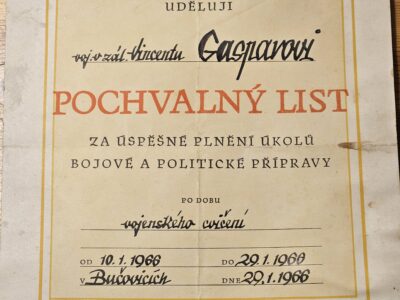 UDĚLUJI
voj. v zál. Vincentu Gasparovi
POCHVALNÝ LIST
ZA ÚSPĚŠNÉ PLNĚNÍ ÚKOLŮ
BOJOVÉ A POLITICKÉ PŘÍPRAVY
PO DOBU
vojenského cvičení
OD 10.1.1966 DO 29.1.1966
V Bučovicích DNE 29.1.1966